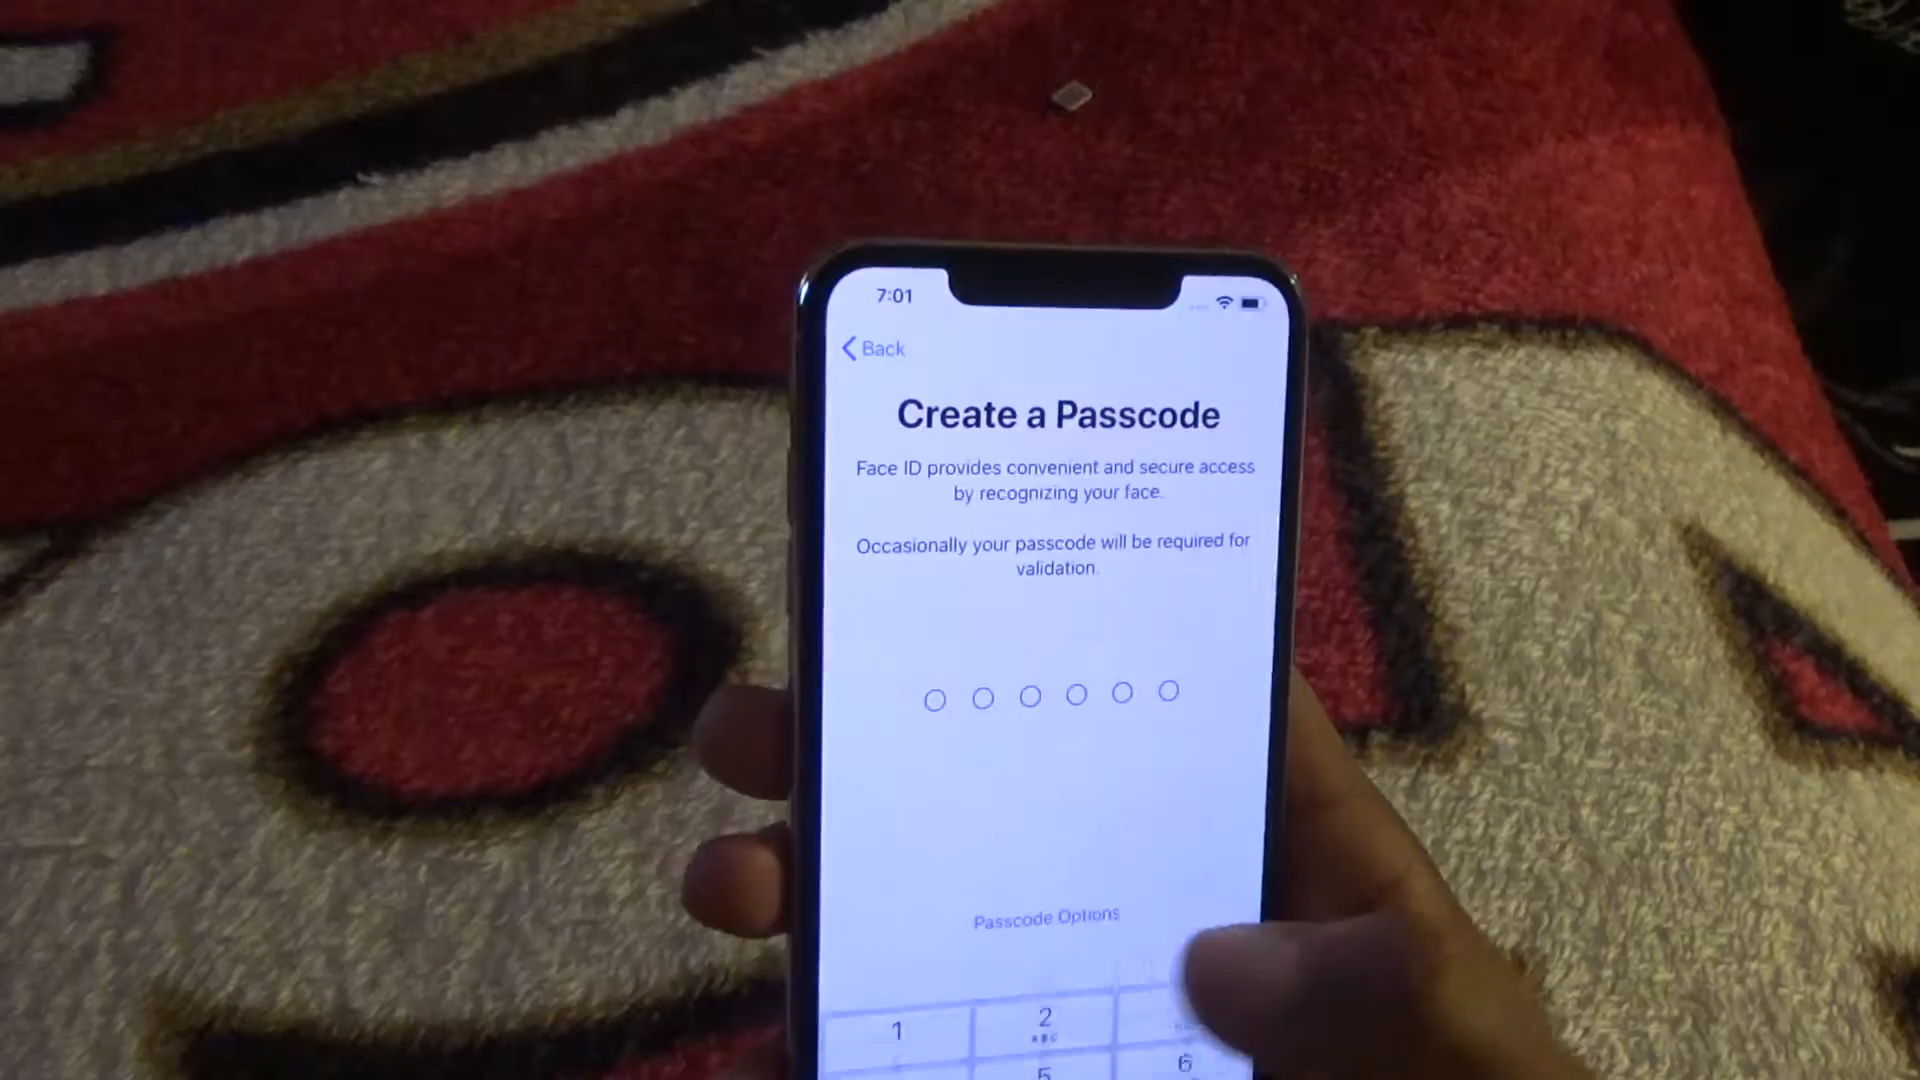 7:01
Back
Create a Passcode
Face ID provides convenient and secure access
by recognizing your face.
Occasionally your passcode will be required for
validation.
Passcode Options
1
2
ABC
5
6